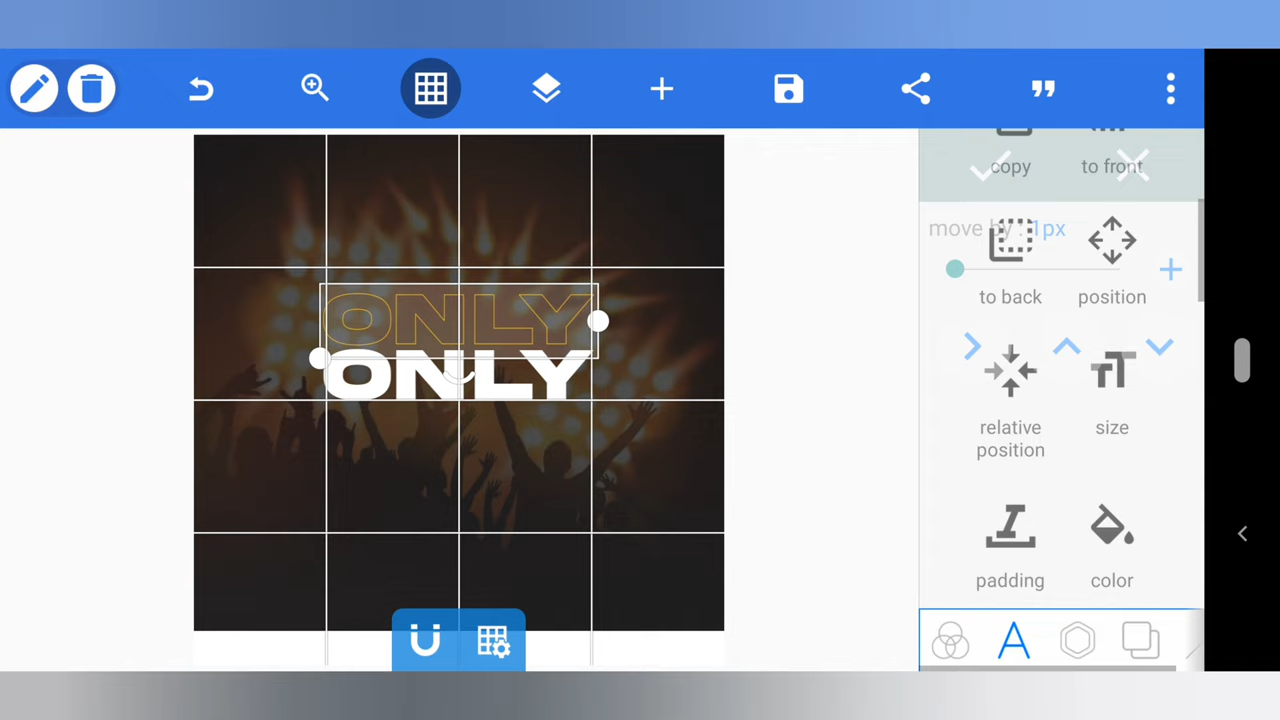 copy to front
move by : 1px
to back position
relative position size
padding color
ONLY
ONLY